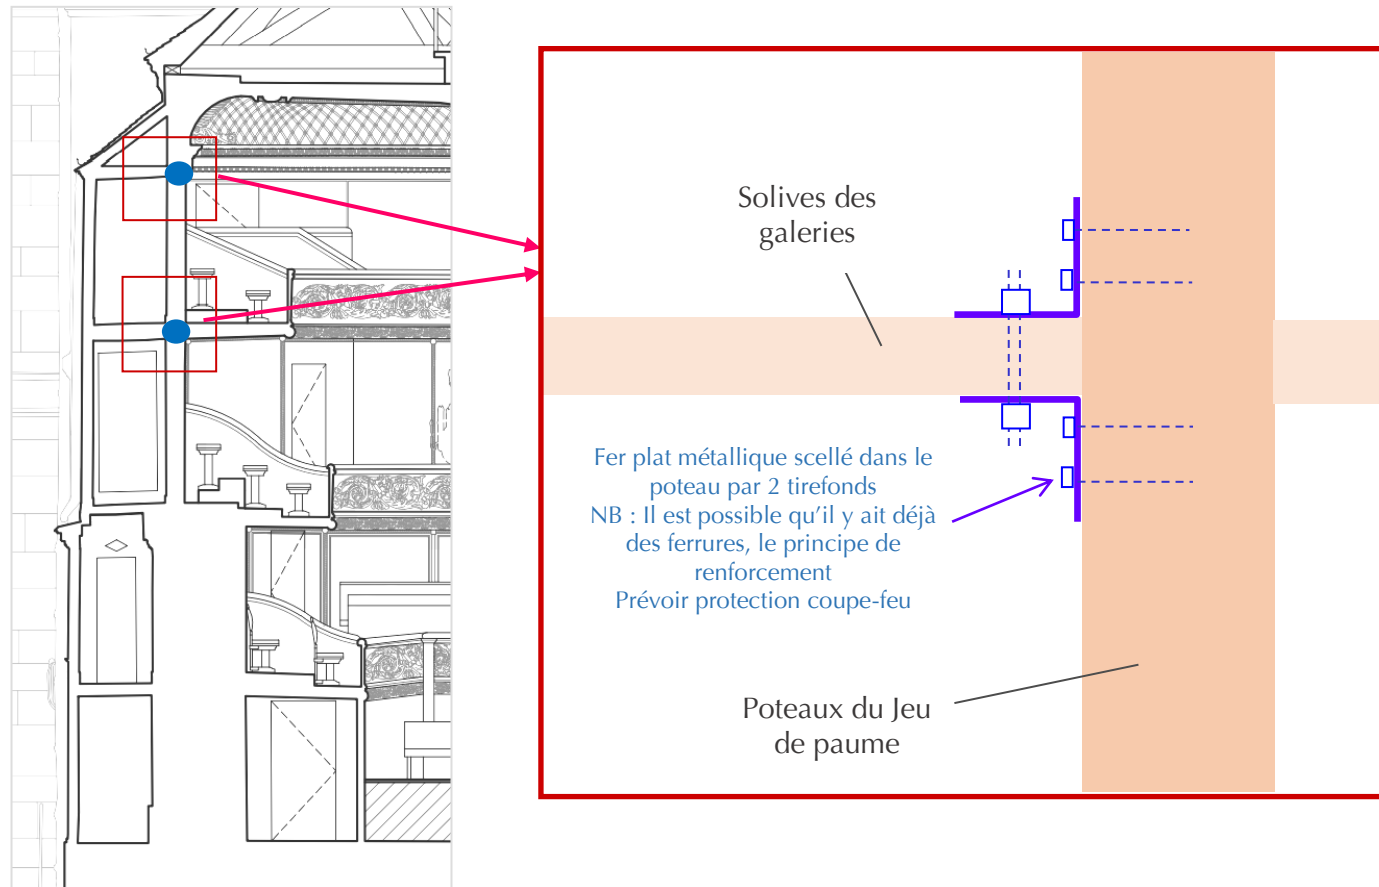 Solives des
galeries
Fer plat métallique scellé dans le
poteau par 2 tirefonds
NB : Il est possible qu’il y ait déjà
des ferrures, le principe de
renforcement
Prévoir protection coupe-feu
Poteaux du Jeu
de paume